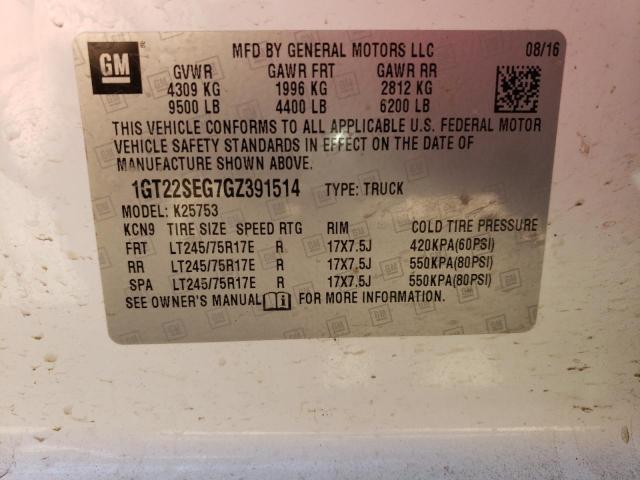 GM ® MFD BY GENERAL MOTORS LLC 08/16
GVWR GAWR FRT GAWR RR
4309 KG 1996 KG 2812 KG
9500 LB 4400 LB 6200 LB
THIS VEHICLE CONFORMS TO ALL APPLICABLE U.S. FEDERAL MOTOR
VEHICLE SAFETY STANDARDS IN EFFECT ON THE DATE OF
MANUFACTURE SHOWN ABOVE.
1GT22SEG7GZ391514 TYPE: TRUCK
MODEL: K25753
KCN9 TIRE SIZE SPEED RTG RIM COLD TIRE PRESSURE
FRT LT245/75R17E R 17X7.5J 420KPA(60PSI)
RR LT245/75R17E R 17X7.5J 550KPA(80PSI)
SPA LT245/75R17E R 17X7.5J 550KPA(80PSI)
SEE OWNER'S MANUAL FOR MORE INFORMATION.